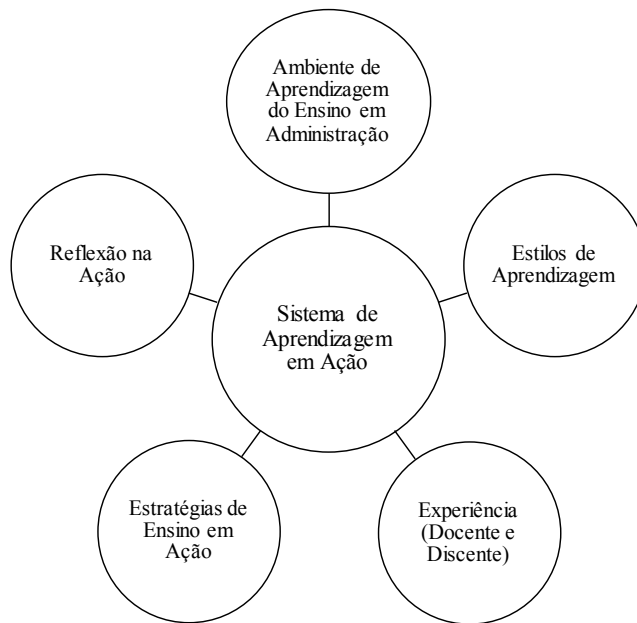 Ambiente de
Aprendizagem
do Ensino em
Administração
Reflexão na
Ação
Estilos de
Aprendizagem
Sistema de
Aprendizagem
em Ação
Estratégias de
Ensino em
Ação
Experiência
(Docente e
Discente)